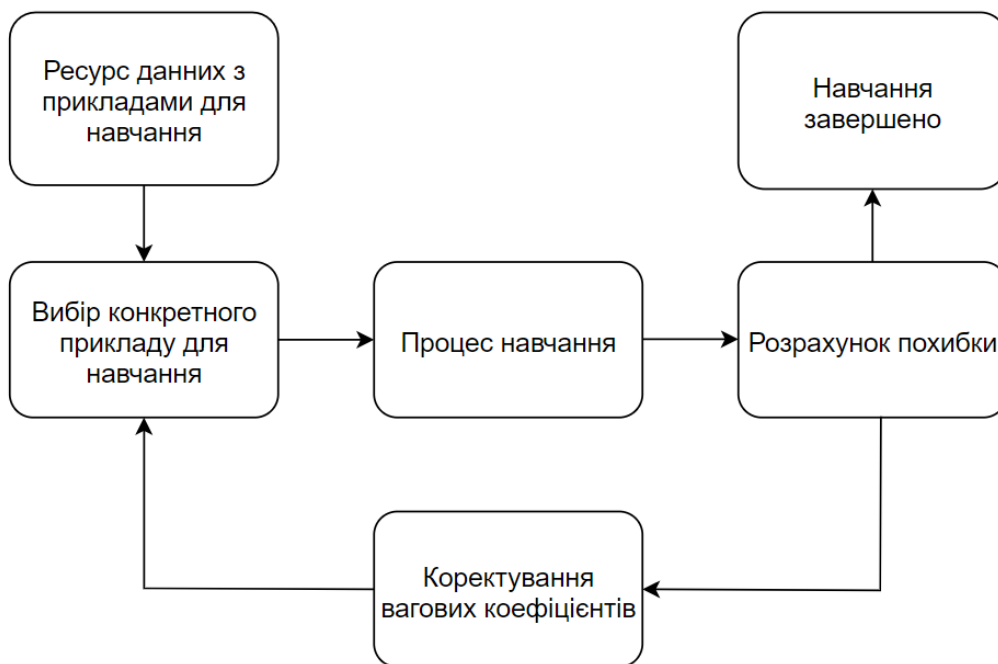 Ресурс данних з
прикладами для
навчання
Навчання
завершено
Вибір конкретного
прикладу для
навчання
Процес навчання
Розрахунок похибки
Коректування
вагових коефіцієнтів